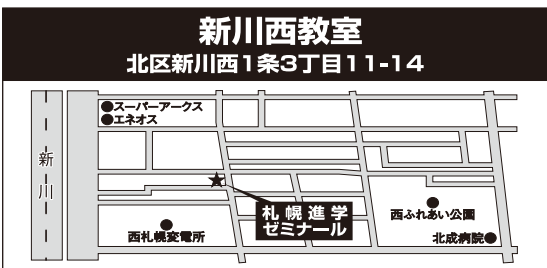 新川西教室
北区新川西1条3丁目11-14
●スーパーアークス
●エネオス
新川
★
札幌進学
ゼミナール
西札幌変電所
西ふれあい公園
北成病院●